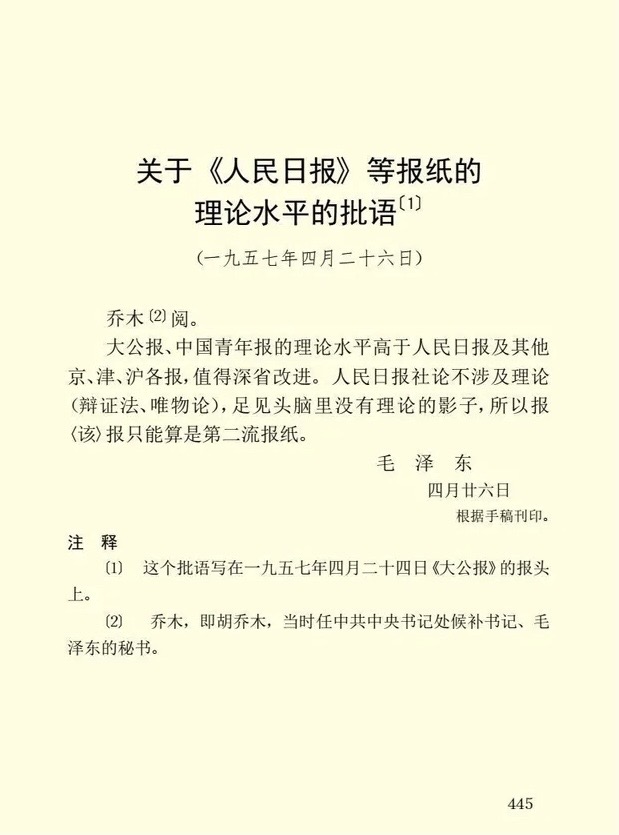 关于《人民日报》等报纸的
理论水平的批语〔1〕
(一九五七年四月二十六日)
乔木〔2〕阅。
大公报、中国青年报的理论水平高于人民日报及其他
京、津、沪各报,值得深省改进。人民日报社论不涉及理论
(辩证法、唯物论),足见头脑里没有理论的影子,所以报
〈该〉报只能算是第二流报纸。
毛 泽 东
四月廿六日
根据手稿刊印。
注 释
〔1〕 这个批语写在一九五七年四月二十四日《大公报》的报头
上。
〔2〕 乔木,即胡乔木,当时任中共中央书记处候补书记、毛
泽东的秘书。
445